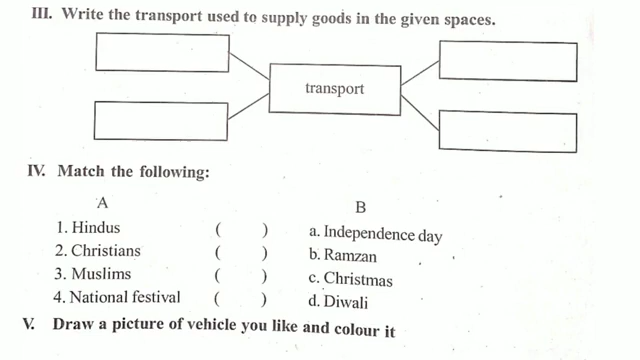 III. Write the transport used to supply goods in the given spaces.
transport
IV. Match the following:
A B
1. Hindus ( ) a. Independence day
2. Christians ( ) b. Ramzan
3. Muslims ( ) c. Christmas
4. National festival ( ) d. Diwali
V. Draw a picture of vehicle you like and colour it